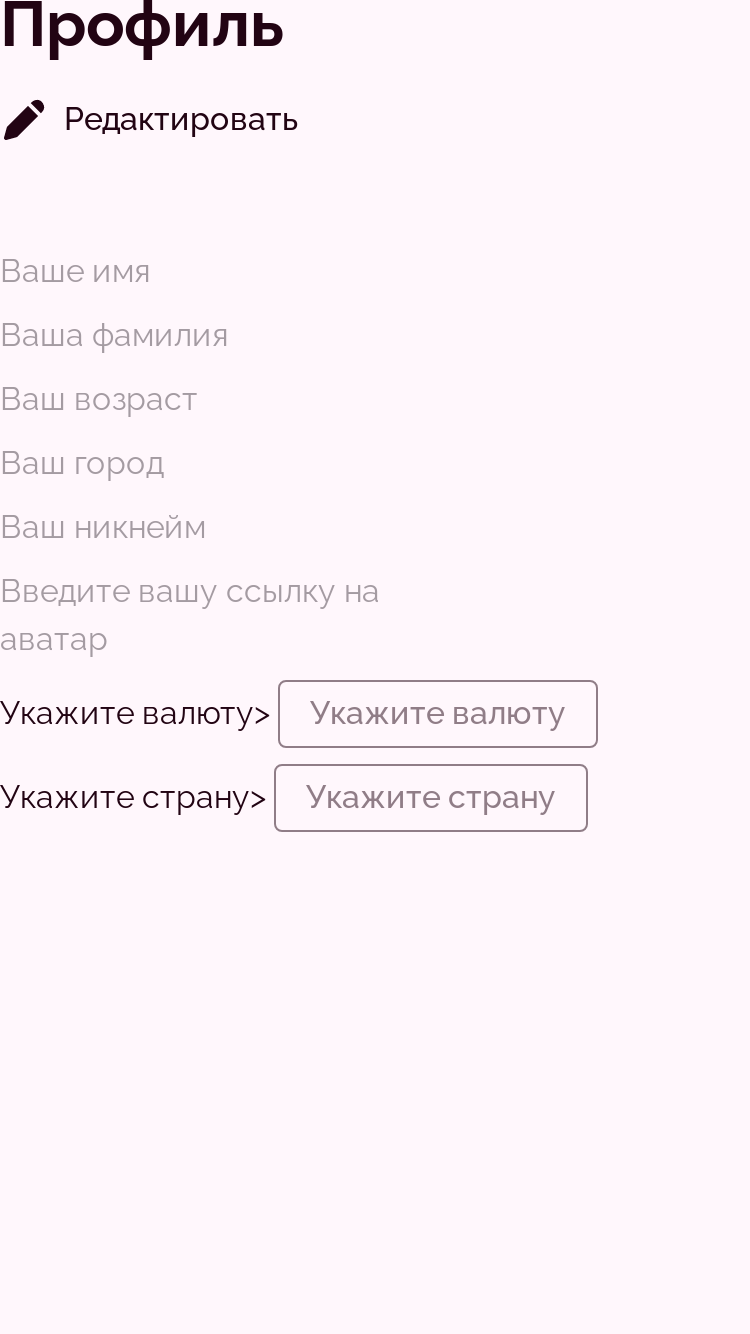 Профиль
Редактировать
Ваше имя
Ваша фамилия
Ваш возраст
Ваш город
Ваш никнейм
Введите вашу ссылку на
аватар
Укажите валюту> Укажите валюту
Укажите страну> Укажите страну